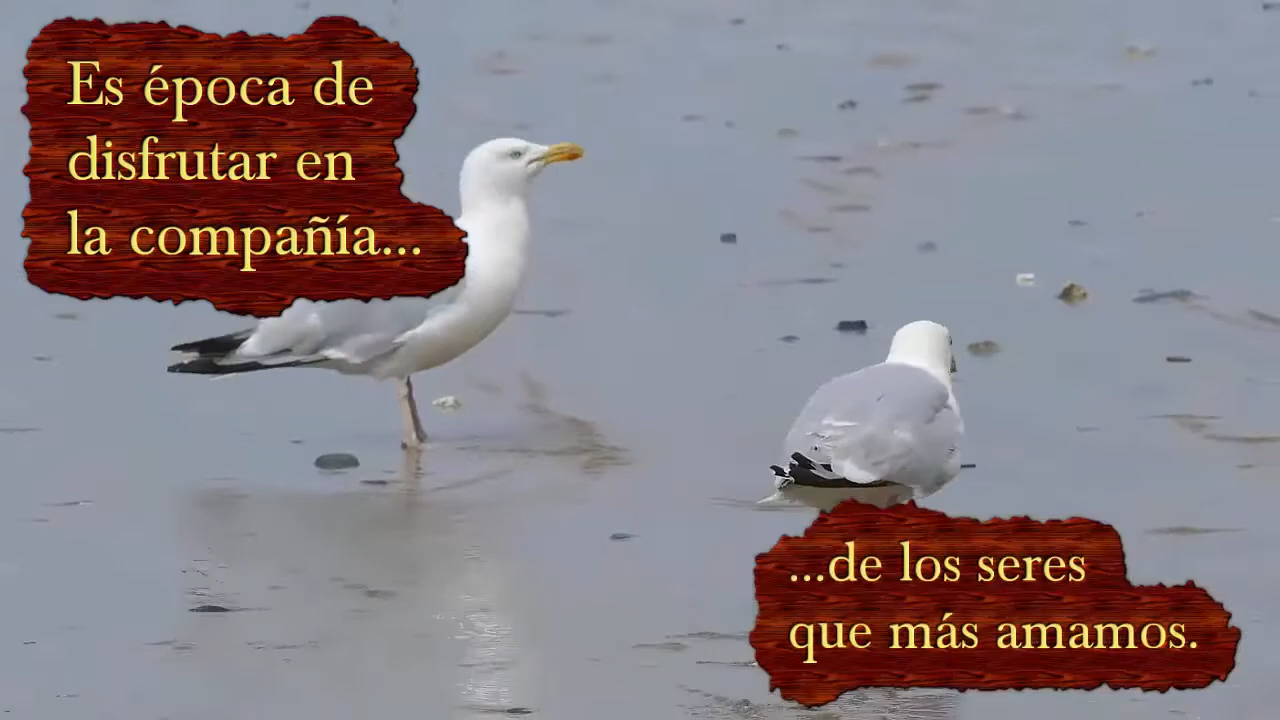 Es época de
disfrutar en
la compañía...
...de los seres
que más amamos.